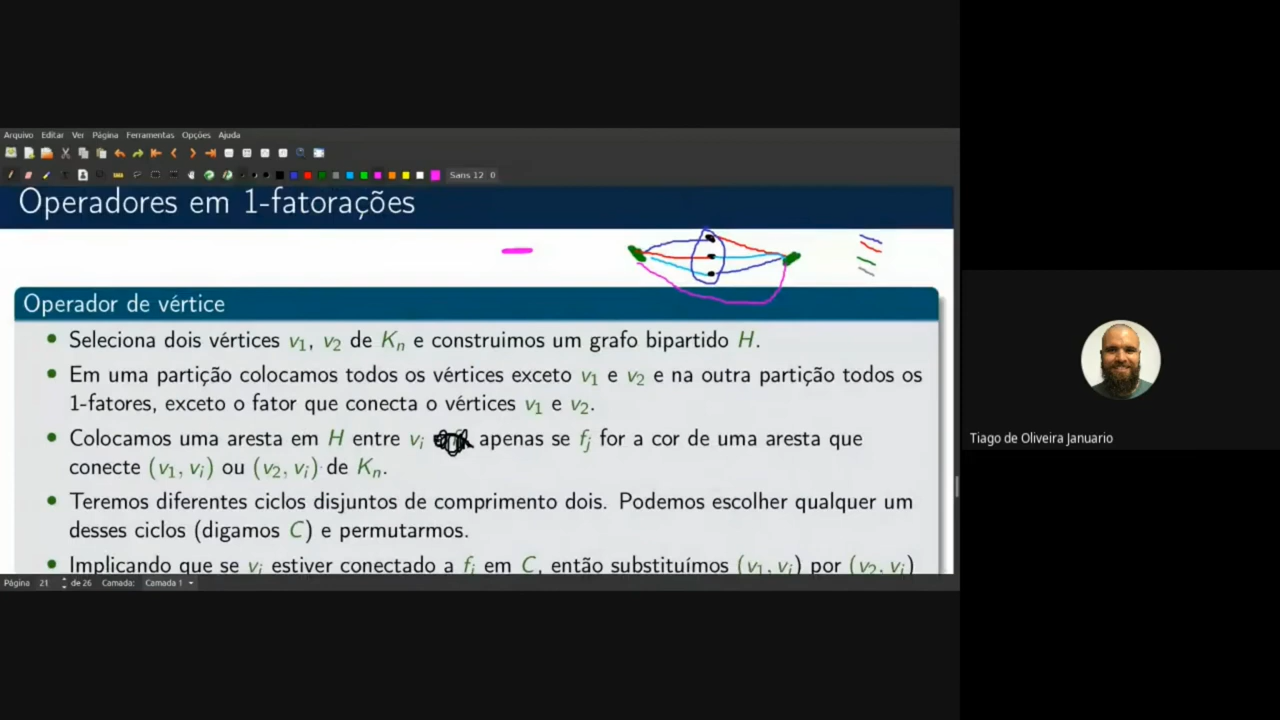 Arquivo Editar Ver Página Ferramentas Opções Ajuda
Sans 12 0
Operadores em 1-fatorações
Operador de vértice
Seleciona dois vértices v1, v2 de Kn e construimos um grafo bipartido H.
Em uma partição colocamos todos os vértices exceto v1 e v2 e na outra partição todos os
1-fatores, exceto o fator que conecta o vértices v1 e v2.
Colocamos uma aresta em H entre vi apenas se fj for a cor de uma aresta que
conecte (v1, vi) ou (v2, vi) de Kn.
Teremos diferentes ciclos disjuntos de comprimento dois. Podemos escolher qualquer um
desses ciclos (digamos C) e permutarmos.
Implicando que se vi estiver conectado a fj em C, então substituímos (v1, vi) por (v2, vi)
Página 21 de 26 Camada: Camada 1
Tiago de Oliveira Januario